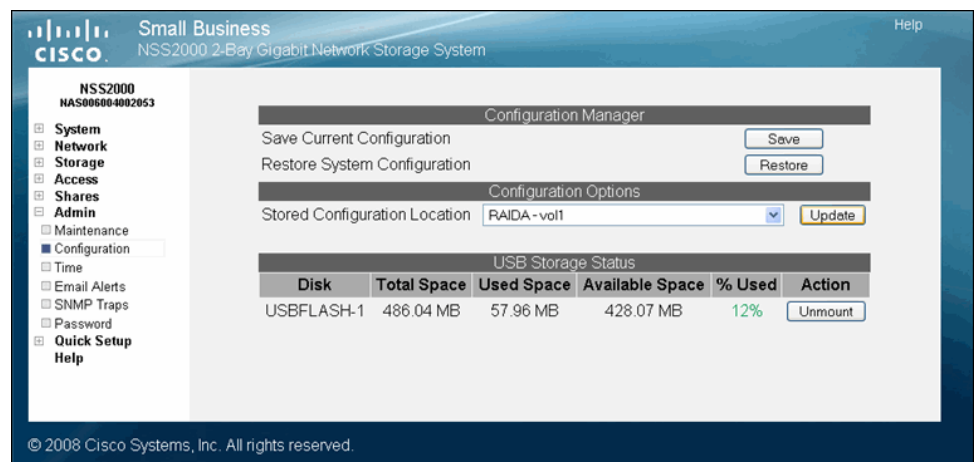 Small Business
Help
CISCO
NSS2000 2-Bay Gigabit Network Storage System
NSS2000
NAS006004002053
System
Network
Storage
Access
Shares
Admin
Maintenance
Configuration
Time
Email Alerts
SNMP Traps
Password
Quick Setup
Help
Configuration Manager
Save Current Configuration Save
Restore System Configuration Restore
Configuration Options
Stored Configuration Location RAIDA-vol1 Update
USB Storage Status
Disk Total Space Used Space Available Space % Used Action
USBFLASH-1 486.04 MB 57.96 MB 428.07 MB 12% Unmount
© 2008 Cisco Systems, Inc. All rights reserved.